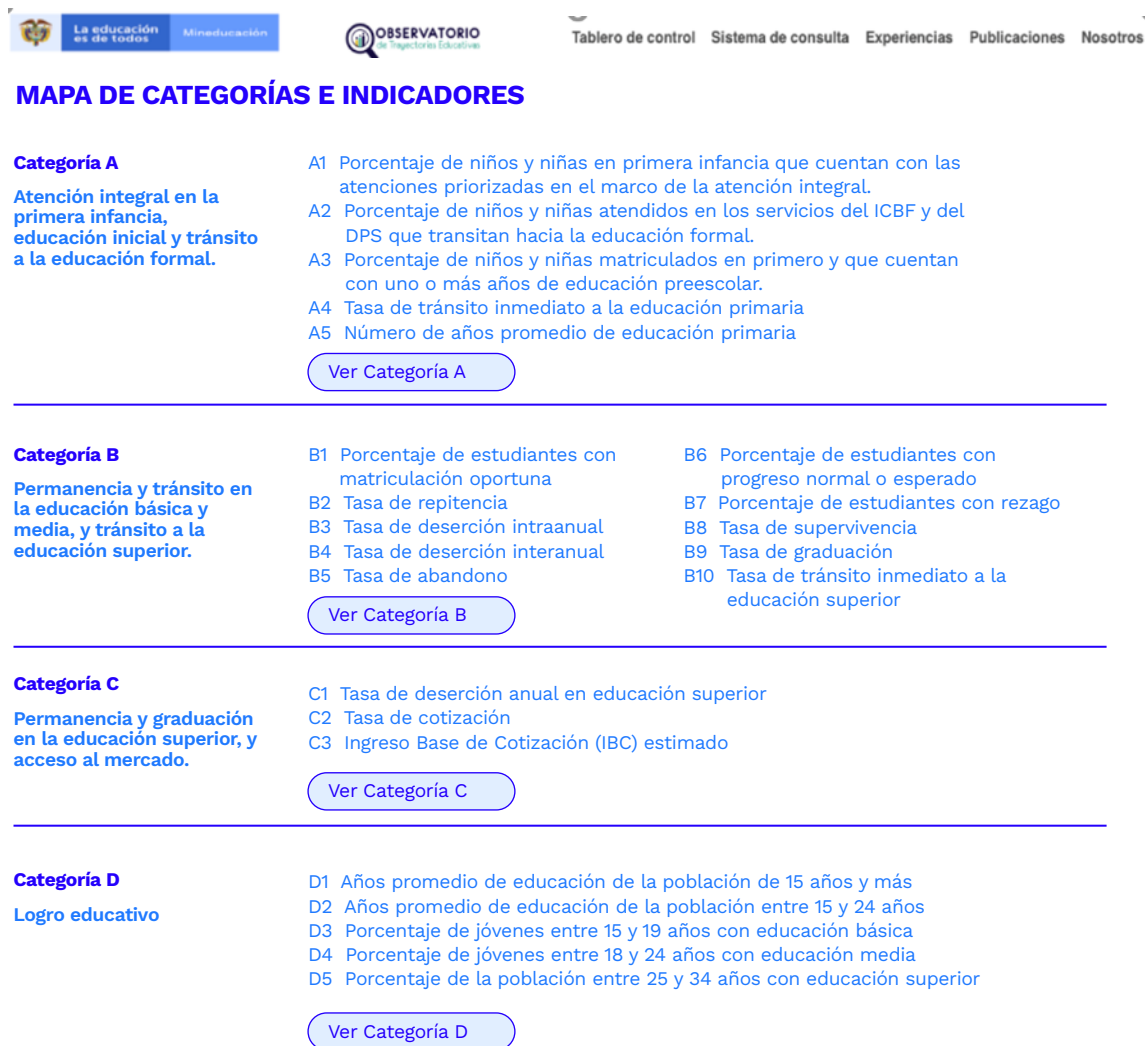 La educación
es de todos
Mineducación
OBSERVATORIO
de Trayectorias Educativas
Tablero de control Sistema de consulta Experiencias Publicaciones Nosotros
MAPA DE CATEGORÍAS E INDICADORES
Categoría A
Atención integral en la
primera infancia,
educación inicial y tránsito
a la educación formal.
A1 Porcentaje de niños y niñas en primera infancia que cuentan con las
atenciones priorizadas en el marco de la atención integral.
A2 Porcentaje de niños y niñas atendidos en los servicios del ICBF y del
DPS que transitan hacia la educación formal.
A3 Porcentaje de niños y niñas matriculados en primero y que cuentan
con uno o más años de educación preescolar.
A4 Tasa de tránsito inmediato a la educación primaria
A5 Número de años promedio de educación primaria
Ver Categoría A
Categoría B
Permanencia y tránsito en
la educación básica y
media, y tránsito a la
educación superior.
B1 Porcentaje de estudiantes con
matriculación oportuna
B2 Tasa de repitencia
B3 Tasa de deserción intraanual
B4 Tasa de deserción interanual
B5 Tasa de abandono
Ver Categoría B
B6 Porcentaje de estudiantes con
progreso normal o esperado
B7 Porcentaje de estudiantes con rezago
B8 Tasa de supervivencia
B9 Tasa de graduación
B10 Tasa de tránsito inmediato a la
educación superior
Categoría C
Permanencia y graduación
en la educación superior, y
acceso al mercado.
C1 Tasa de deserción anual en educación superior
C2 Tasa de cotización
C3 Ingreso Base de Cotización (IBC) estimado
Ver Categoría C
Categoría D
Logro educativo
D1 Años promedio de educación de la población de 15 años y más
D2 Años promedio de educación de la población entre 15 y 24 años
D3 Porcentaje de jóvenes entre 15 y 19 años con educación básica
D4 Porcentaje de jóvenes entre 18 y 24 años con educación media
D5 Porcentaje de la población entre 25 y 34 años con educación superior
Ver Categoría D